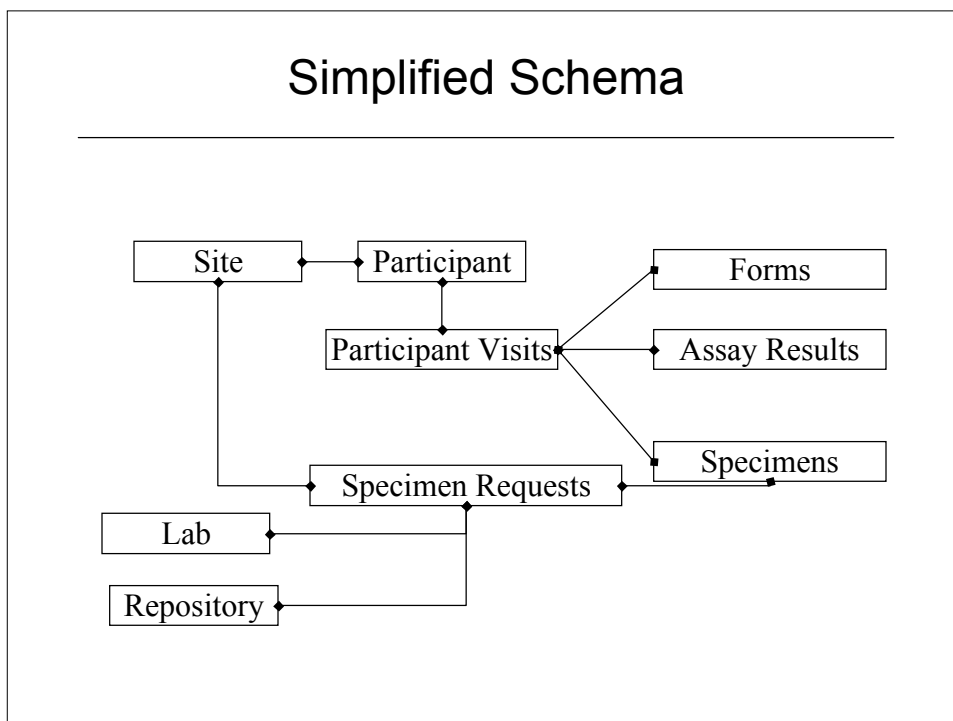 Simplified Schema
Site
Participant
Forms
Participant Visits
Assay Results
Specimens
Specimen Requests
Lab
Repository